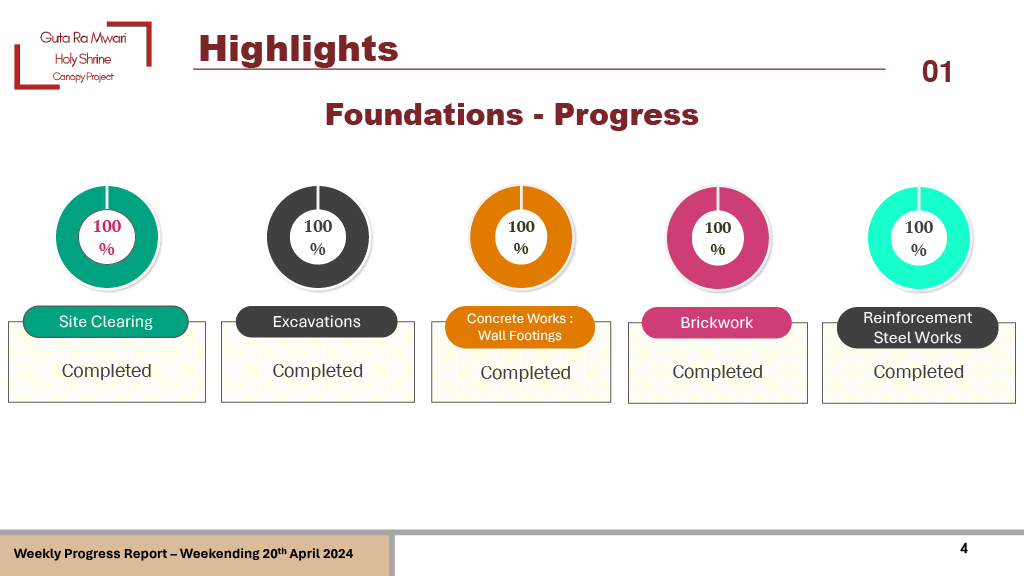 Guta Ra Mwari
Holy Shrine
Canopy Project
Highlights
01
Foundations - Progress
100
%
100
%
100
%
100
%
100
%
Site Clearing
Excavations
Concrete Works :
Wall Footings
Brickwork
Reinforcement
Steel Works
Completed
Completed
Completed
Completed
Completed
Weekly Progress Report – Weekending 20th April 2024
4